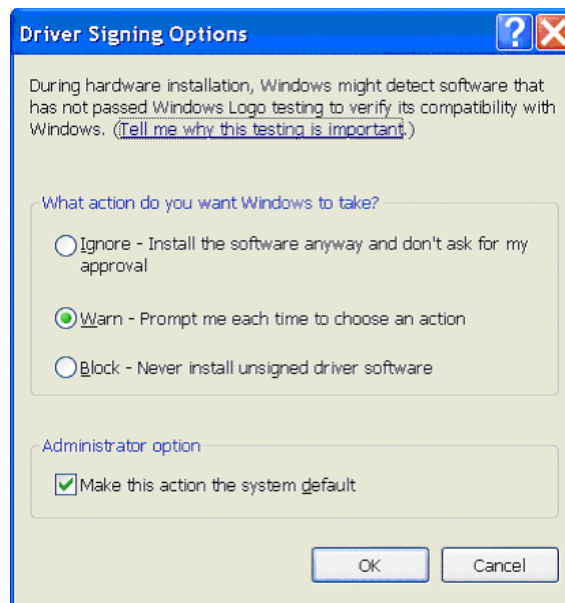 Driver Signing Options
During hardware installation, Windows might detect software that
has not passed Windows Logo testing to verify its compatibility with
Windows. (Tell me why this testing is important.)
What action do you want Windows to take?
Ignore - Install the software anyway and don't ask for my
approval
Warn - Prompt me each time to choose an action
Block - Never install unsigned driver software
Administrator option
Make this action the system default
OK Cancel